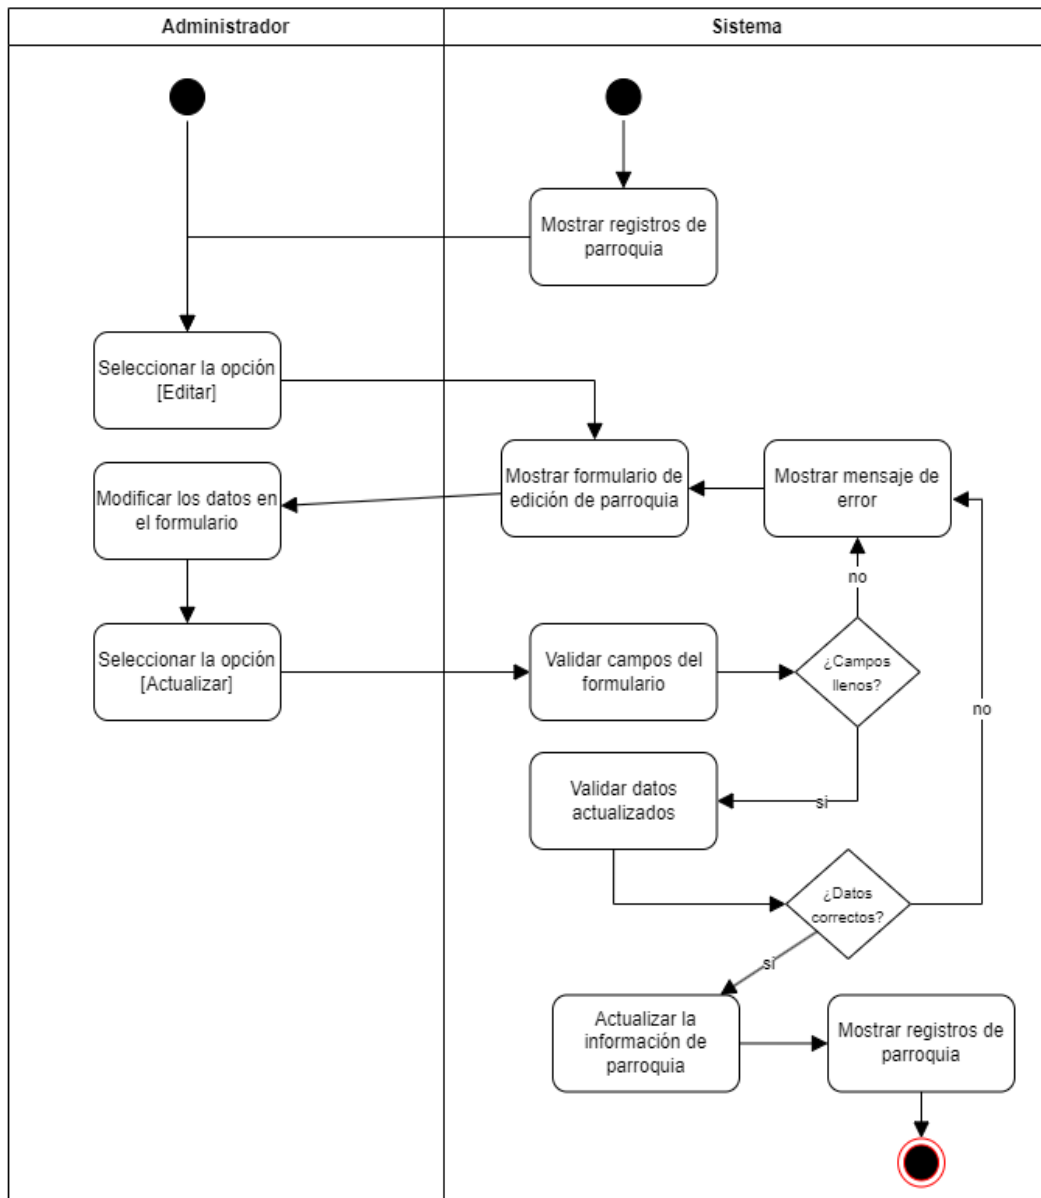 Administrador
Sistema
Mostrar registros de
parroquia
Seleccionar la opción
[Editar]
Mostrar formulario de
edición de parroquia
Mostrar mensaje de
error
Modificar los datos en
el formulario
no
Seleccionar la opción
[Actualizar]
Validar campos del
formulario
¿Campos
llenos?
no
Validar datos
actualizados
si
¿Datos
correctos?
si
Actualizar la
información de
parroquia
Mostrar registros de
parroquia